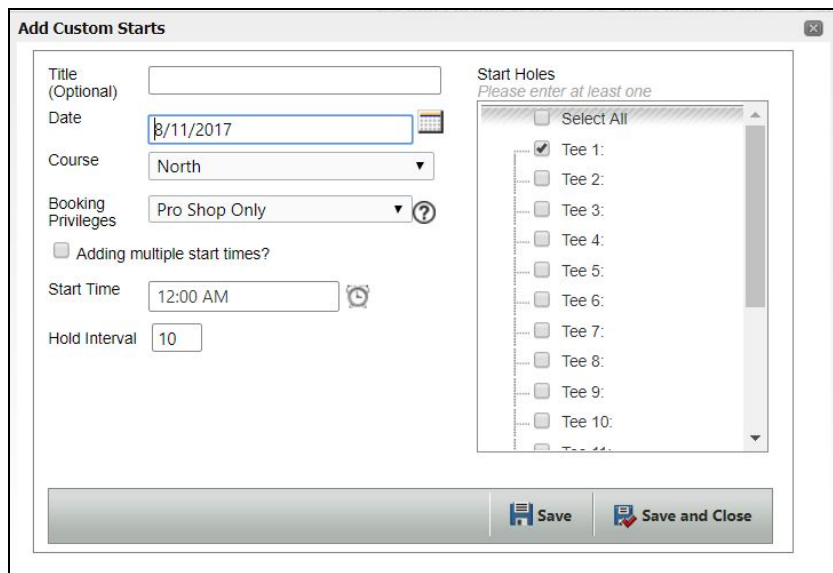 Add Custom Starts
Title
(Optional)
Date
8/11/2017
Course
North
Booking
Privileges
Pro Shop Only
Adding multiple start times?
Start Time
12:00 AM
Hold Interval
10
Start Holes
Please enter at least one
Select All
Tee 1:
Tee 2:
Tee 3:
Tee 4:
Tee 5:
Tee 6:
Tee 7:
Tee 8:
Tee 9:
Tee 10:
Tee 11:
Save
Save and Close